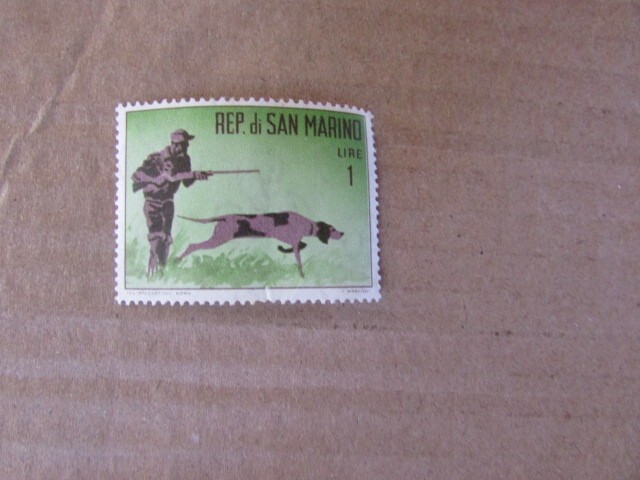 REP. di SAN MARINO
LIRE
1